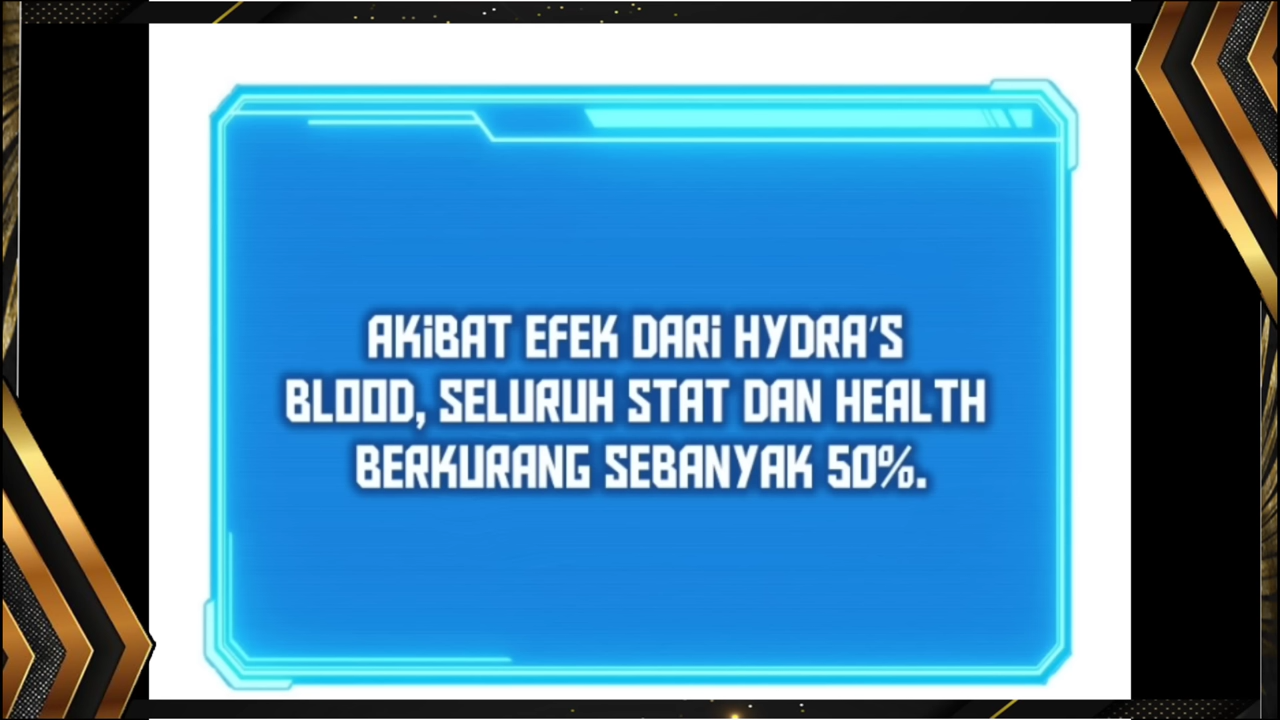 AKiBAT EFEK DARi HYDRA'S
BLOOD, SELURUH STAT DAN HEALTH
BERKURANG SEBANYAK 50%.